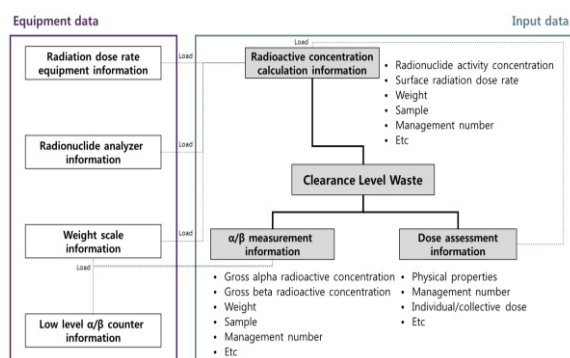 Equipment data
Input data
Radiation dose rate
equipment information
Load
Load
Radioactive concentration
calculation information
• Radionuclide activity concentration
• Surface radiation dose rate
• Weight
• Sample
• Management number
• Etc
Radionuclide analyzer
information
Load
Clearance Level Waste
Weight scale
information
Load
α/β measurement
information
Dose assessment
information
Load
• Gross alpha radioactive concentration
• Gross beta radioactive concentration
• Weight
• Sample
• Management number
• Etc
• Physical properties
• Management number
• Individual/collective dose
• Etc
Low level α/β counter
information